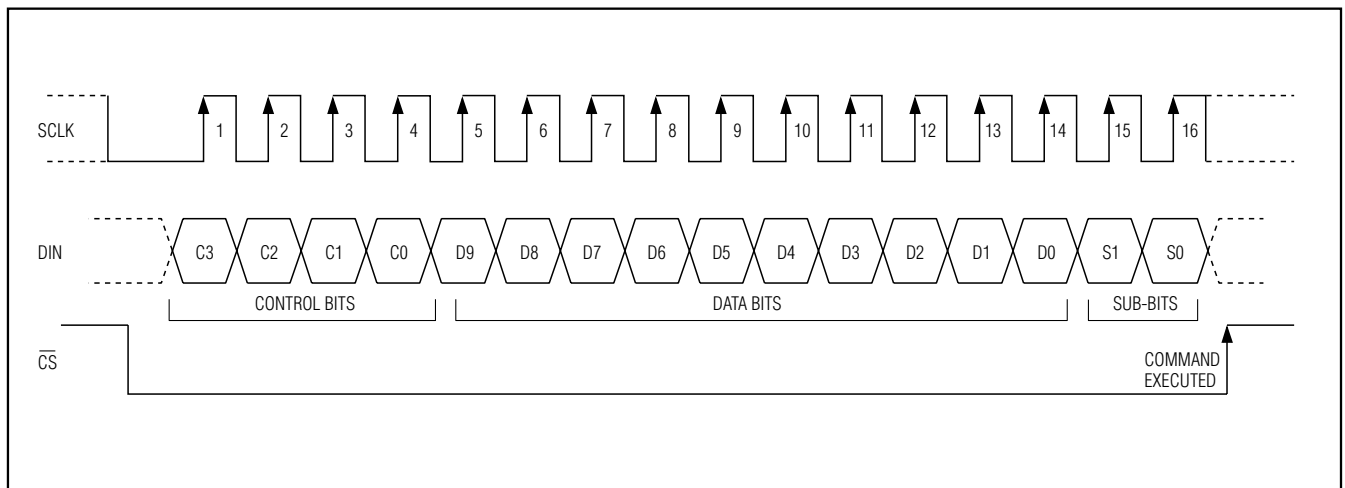 SCLK 1 2 3 4 5 6 7 8 9 10 11 12 13 14 15 16
DIN C3 C2 C1 C0 D9 D8 D7 D6 D5 D4 D3 D2 D1 D0 S1 S0
CONTROL BITS DATA BITS SUB-BITS
C̅S̅
COMMAND
EXECUTED